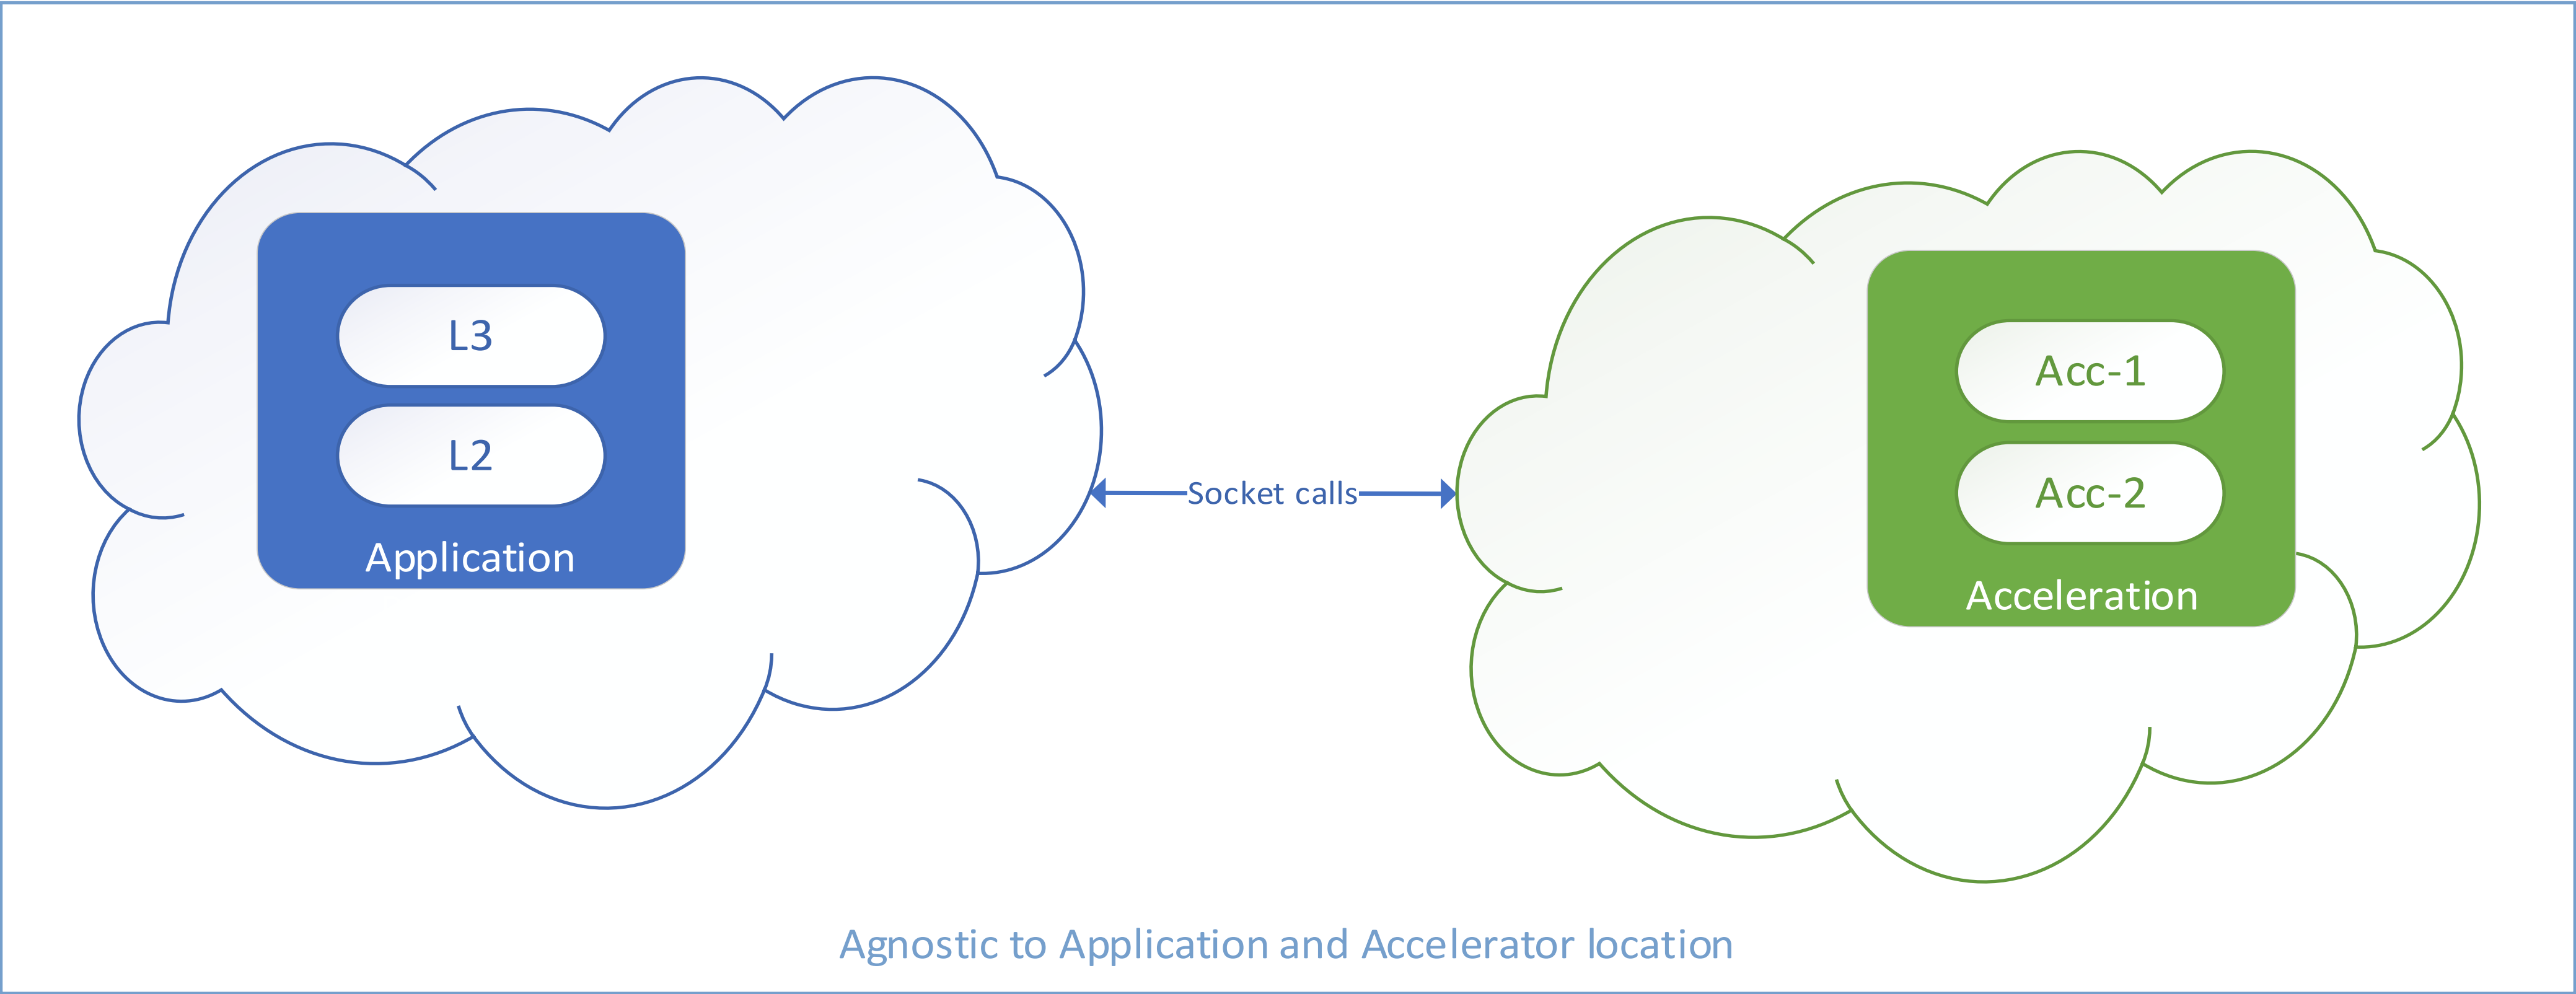 L3
L2
Application
Socket calls
Acc-1
Acc-2
Acceleration
Agnostic to Application and Accelerator location